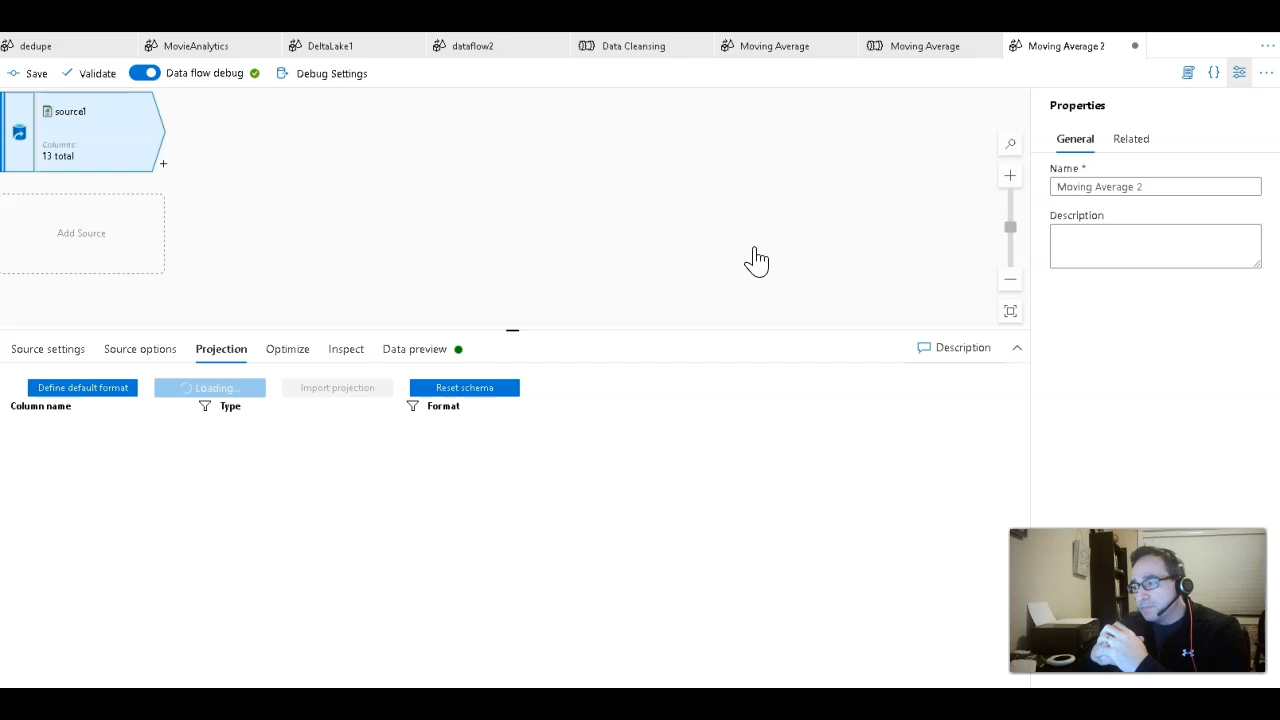 dedupe
MovieAnalytics
DeltaLake1
dataflow2
Data Cleansing
Moving Average
Moving Average
Moving Average 2
Save
Validate
Data flow debug
Debug Settings
source1
Columns:
13 total
+
Add Source
Properties
General
Related
Name *
Moving Average 2
Description
Source settings
Source options
Projection
Optimize
Inspect
Data preview
Description
Define default format
Loading...
Import projection
Reset schema
Column name
Type
Format